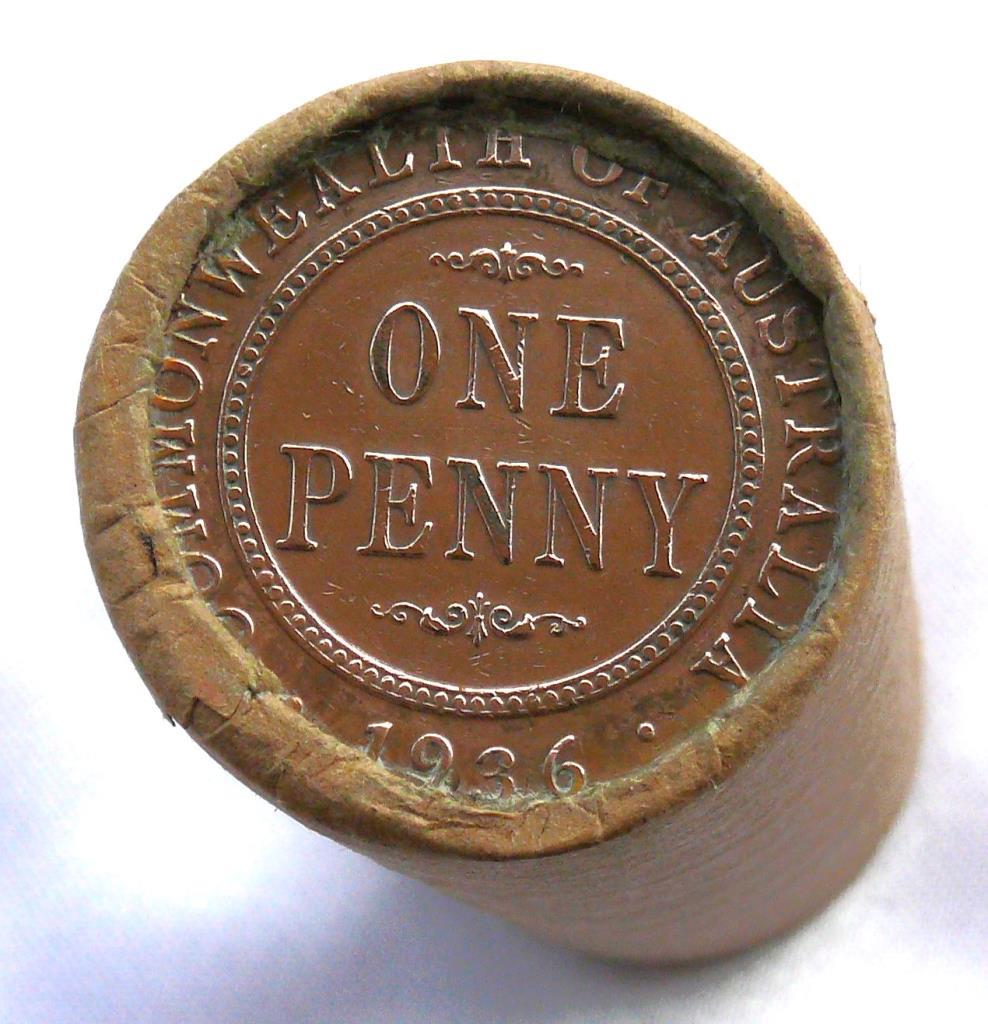 COMMONWEALTH OF AUSTRALIA
ONE
PENNY
· 1936 ·